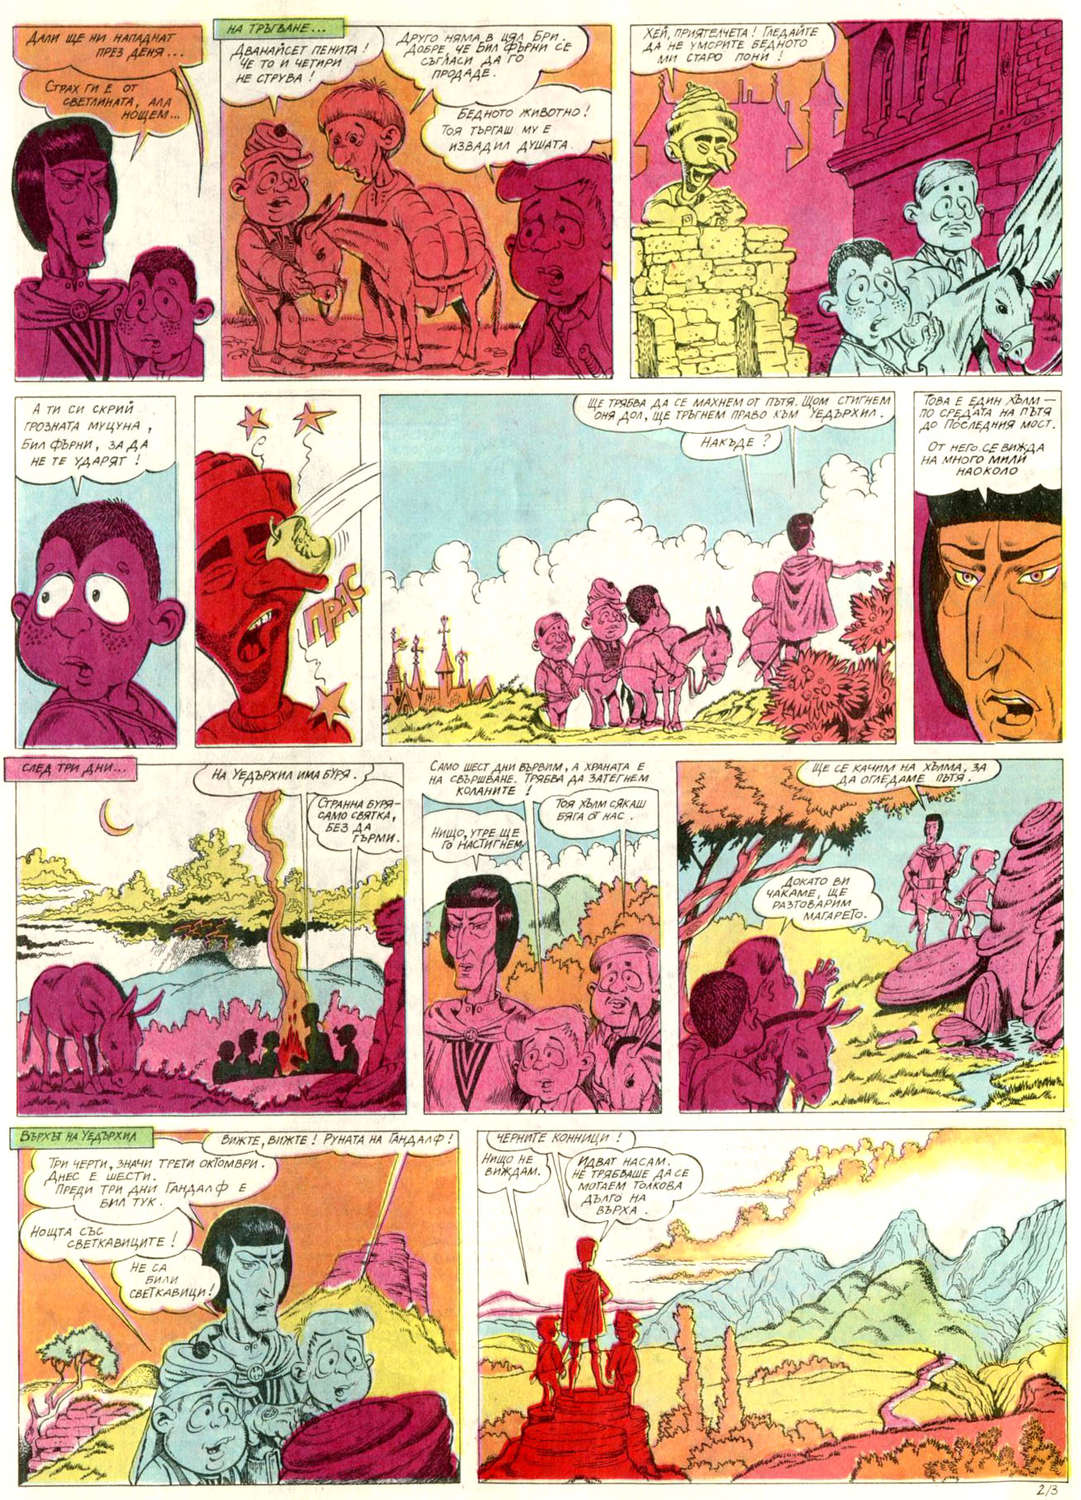 ДАЛИ ЩЕ НИ НАПАДНАТ
ПРЕЗ ДЕНЯ...
СТРАХ ГИ Е ОТ
СВЕТЛИНАТА, АЛА
НОЩЕМ...
НА ТРЪГВАНЕ...
ДВАНАЙСЕТ ПЕНИТА!
ЧЕ ТО И ЧЕТИРИ
НЕ СТРУВА!
ДРУГО НЯМА В ЦЯЛ БРИ.
ДОБРЕ, ЧЕ БИЛ ФЪРНИ СЕ
СЪГЛАСИ ДА ГО
ПРОДАДЕ.
БЕДНОТО ЖИВОТНО!
ТОЯ ТЪРГАШ МУ Е
ИЗВАДИЛ ДУШАТА.
ХЕЙ, ПРИЯТЕЛЧЕТА! ГЛЕДАЙТЕ
ДА НЕ УМОРИТЕ БЕДНОТО
МИ СТАРО ПОНИ!
А ТИ СИ СКРИЙ
ГРОЗНАТА МУЦУНА,
БИЛ ФЪРНИ, ЗА ДА
НЕ ТЕ УДАРЯТ!
ПРАС
ЩЕ ТРЯБВА ДА СЕ МАХНЕМ ОТ ПЪТЯ. ЩОМ СТИГНЕМ
ОНЯ ДОЛ, ЩЕ ТРЪГНЕМ ПРАВО КЪМ УЕДЪРХИЛ.
НАКЪДЕ?
ТОВА Е ЕДИН ХЪЛМ —
ПО СРЕДАТА НА ПЪТЯ
ДО ПОСЛЕДНИЯ МОСТ.
ОТ НЕГО СЕ ВИЖДА
НА МНОГО МИЛИ
НАОКОЛО
СЛЕД ТРИ ДНИ...
НА УЕДЪРХИЛ ИМА БУРЯ.
СТРАННА БУРЯ-
САМО СВЯТКА,
БЕЗ ДА
ГЪРМИ.
САМО ШЕСТ ДНИ ВЪРВИМ, А ХРАНАТА Е
НА СВЪРШВАНЕ. ТРЯБВА ДА ЗАТЕГНЕМ
КОЛАНИТЕ!
НИЩО, УТРЕ ЩЕ
ГО НАСТИГНЕМ
ТОЯ ХЪЛМ СЯКАШ
БЯГА ОТ НАС.
ЩЕ СЕ КАЧИМ НА ХЪЛМА, ЗА
ДА ОГЛЕДАМЕ ПЪТЯ.
ДОКАТО ВИ
ЧАКАМЕ, ЩЕ
РАЗТОВАРИМ
МАГАРЕТО.
ВЪРХЪТ НА УЕДЪРХИЛ
ВИЖТЕ, ВИЖТЕ! РУНАТА НА ГАНДАЛФ!
ТРИ ЧЕРТИ, ЗНАЧИ ТРЕТИ ОКТОМВРИ.
ДНЕС Е ШЕСТИ.
ПРЕДИ ТРИ ДНИ ГАНДАЛФ Е
БИЛ ТУК.
НОЩТА СЪС
СВЕТКАВИЦИТЕ!
НЕ СА
БИЛИ
СВЕТКАВИЦИ!
ЧЕРНИТЕ КОННИЦИ!
НИЩО НЕ
ВИЖДАМ.
ИДВАТ НАСАМ.
НЕ ТРЯБВАШЕ ДА СЕ
МОТАЕМ ТОЛКОВА
ДЪЛГО НА
ВЪРХА.
2/3